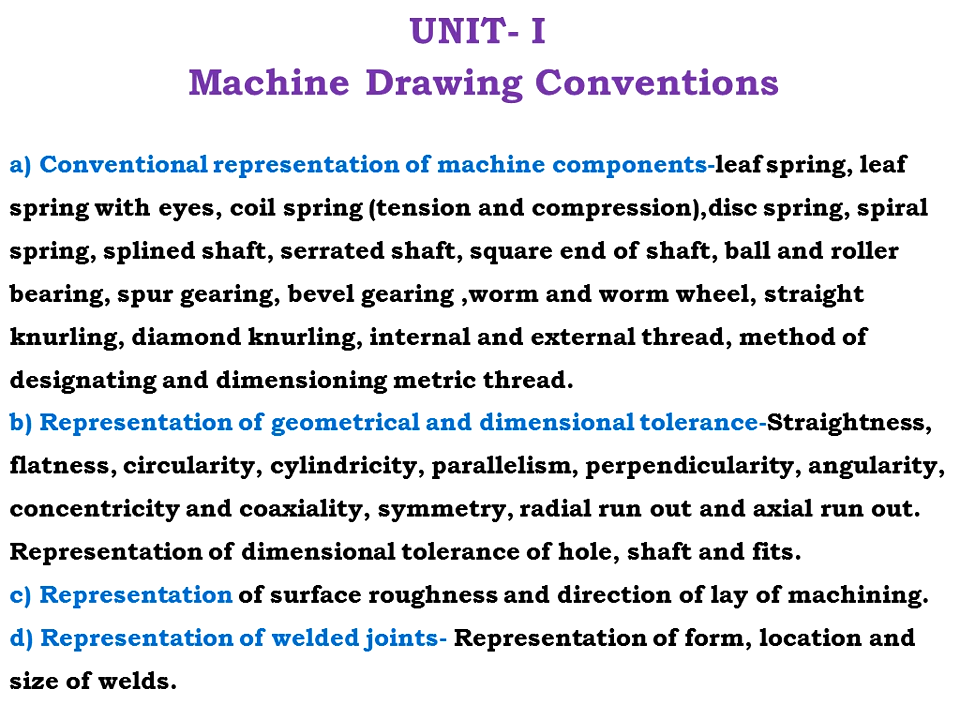 UNIT- I
Machine Drawing Conventions
a) Conventional representation of machine components-leaf spring, leaf
spring with eyes, coil spring (tension and compression),disc spring, spiral
spring, splined shaft, serrated shaft, square end of shaft, ball and roller
bearing, spur gearing, bevel gearing ,worm and worm wheel, straight
knurling, diamond knurling, internal and external thread, method of
designating and dimensioning metric thread.
b) Representation of geometrical and dimensional tolerance-Straightness,
flatness, circularity, cylindricity, parallelism, perpendicularity, angularity,
concentricity and coaxiality, symmetry, radial run out and axial run out.
Representation of dimensional tolerance of hole, shaft and fits.
c) Representation of surface roughness and direction of lay of machining.
d) Representation of welded joints- Representation of form, location and
size of welds.